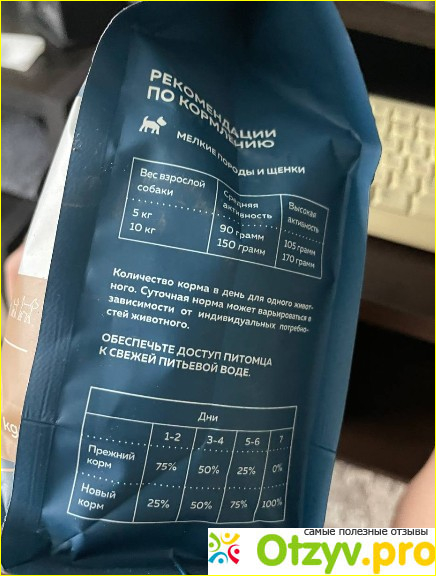 РЕКОМЕНДАЦИИ
ПО КОРМЛЕНИЮ
МЕЛКИЕ ПОРОДЫ И ЩЕНКИ
Вес взрослой собаки | Средняя активность | Высокая активность
5 кг | 90 грамм | 105 грамм
10 кг | 150 грамм | 170 грамм
Количество корма в день для одного живот-
ного. Суточная норма может варьироваться в
зависимости от индивидуальных потребно-
стей животного.
ОБЕСПЕЧЬТЕ ДОСТУП ПИТОМЦА
К СВЕЖЕЙ ПИТЬЕВОЙ ВОДЕ.
Дни
1-2 | 3-4 | 5-6 | 7
Прежний корм | 75% | 50% | 25% | 0%
Новый корм | 25% | 50% | 75% | 100%
kg
самые полезные отзывы
Otzyv.pro